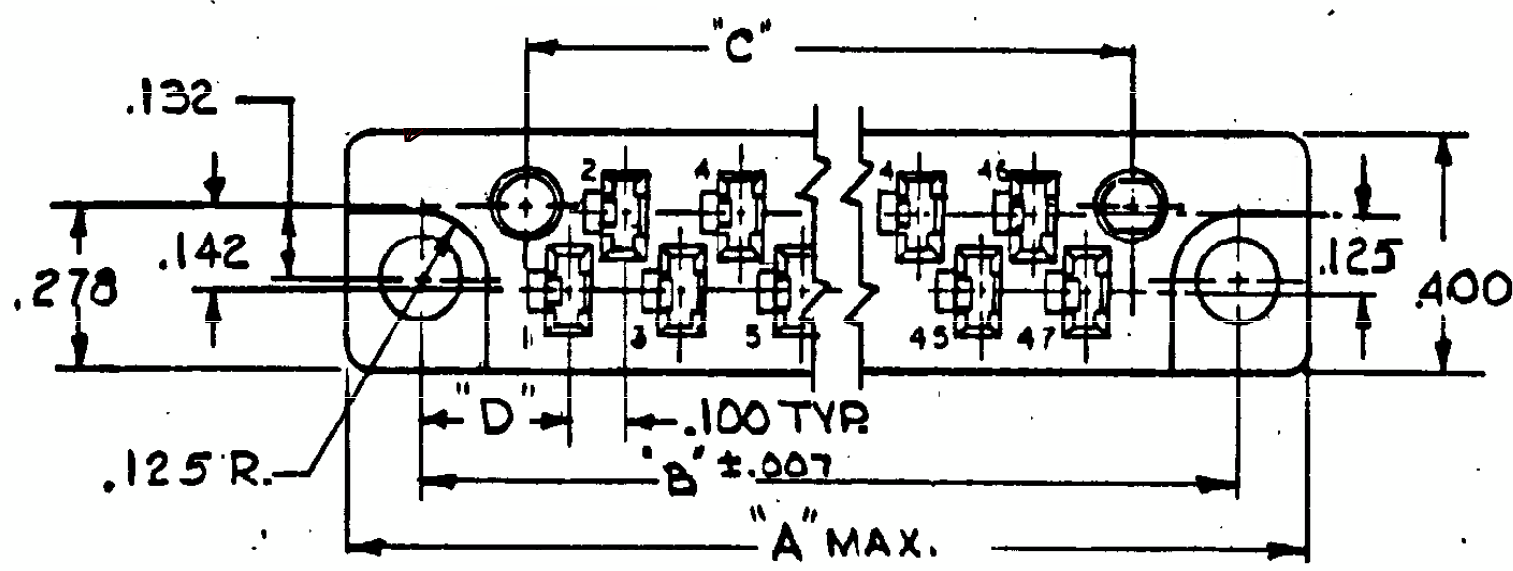 "C"
.132
2 4 4 46
.142 .125
.278 .400
1 3 5 45 47
"D" .100 TYP.
.125 R. "B" ±.007
"A" MAX.